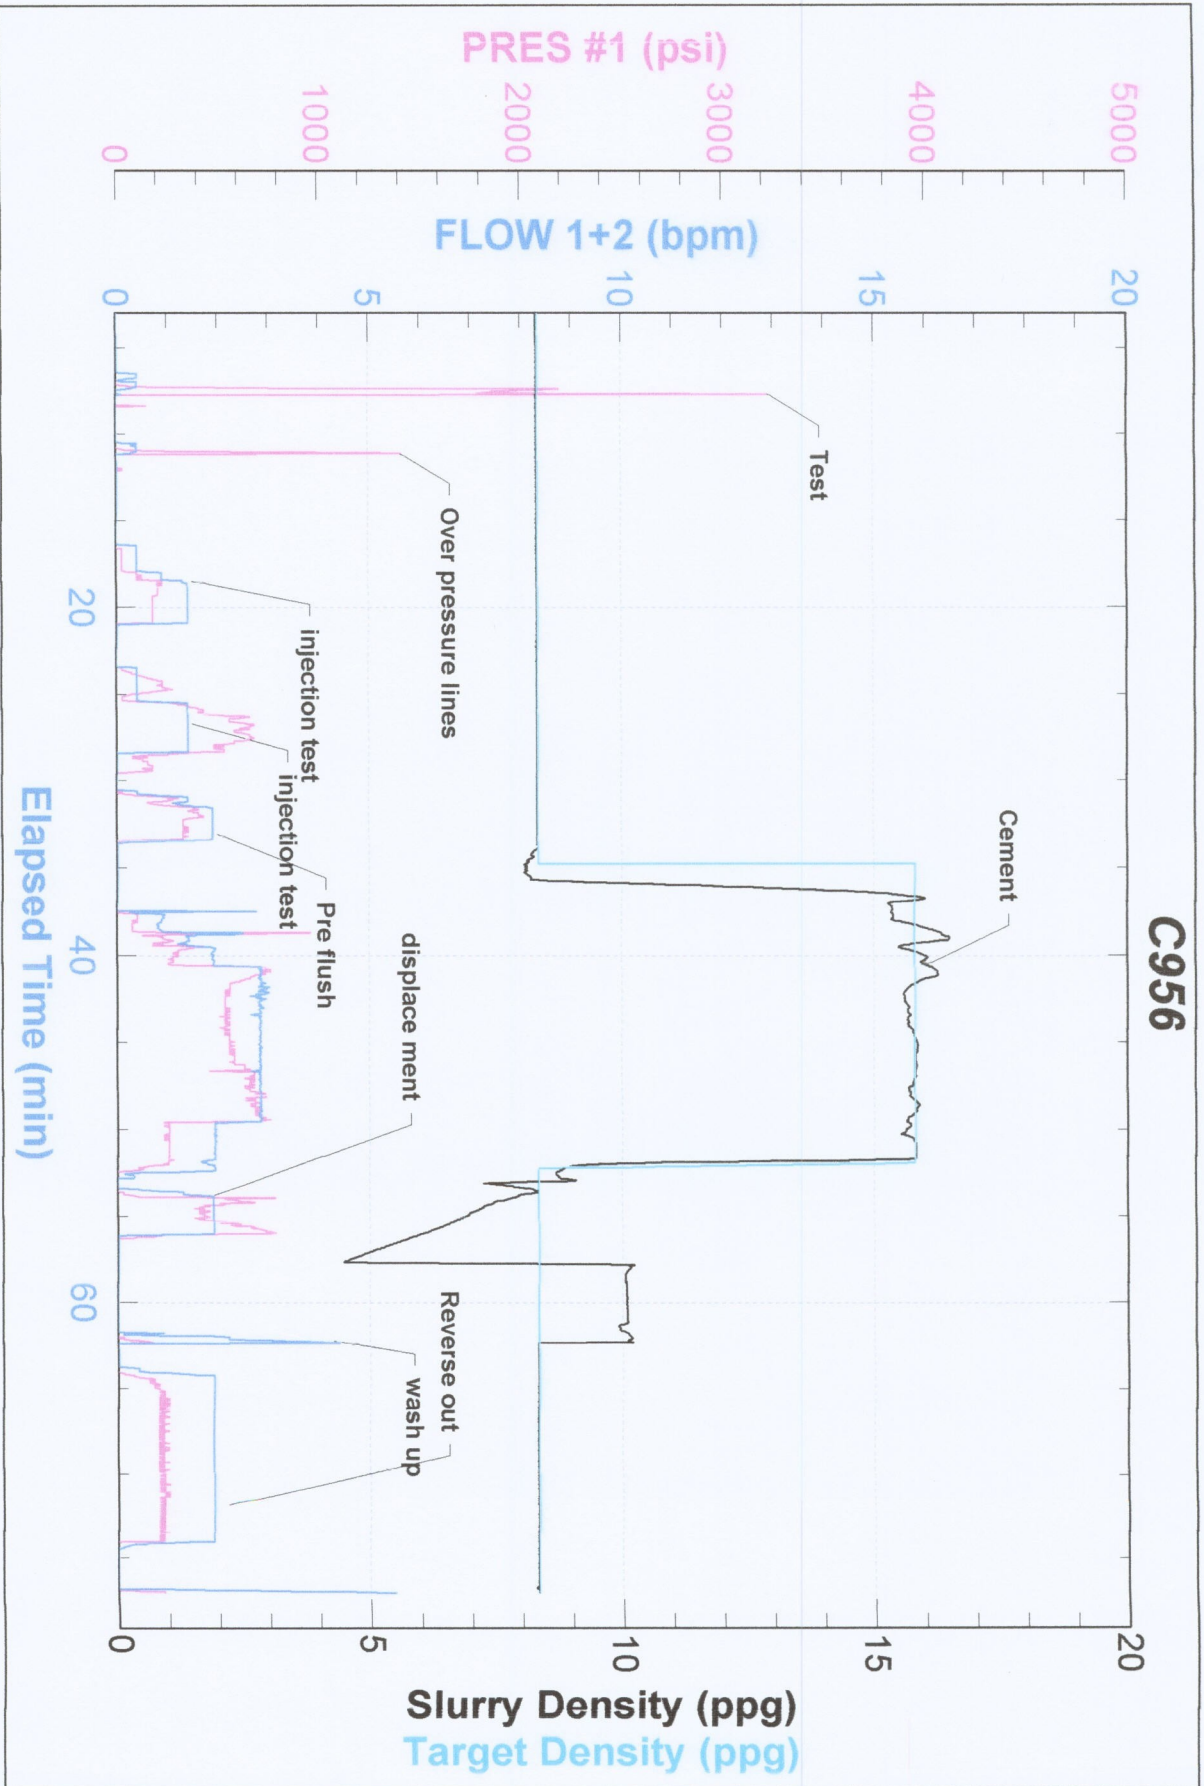 C956
PRES #1 (psi)
5000
4000
3000
2000
1000
0
FLOW 1+2 (bpm)
20
15
10
5
0
Test
Over pressure lines
injection test
injection test
Pre flush
Cement
displace ment
Reverse out
wash up
20
40
60
Elapsed Time (min)
20
15
10
5
0
Slurry Density (ppg)
Target Density (ppg)